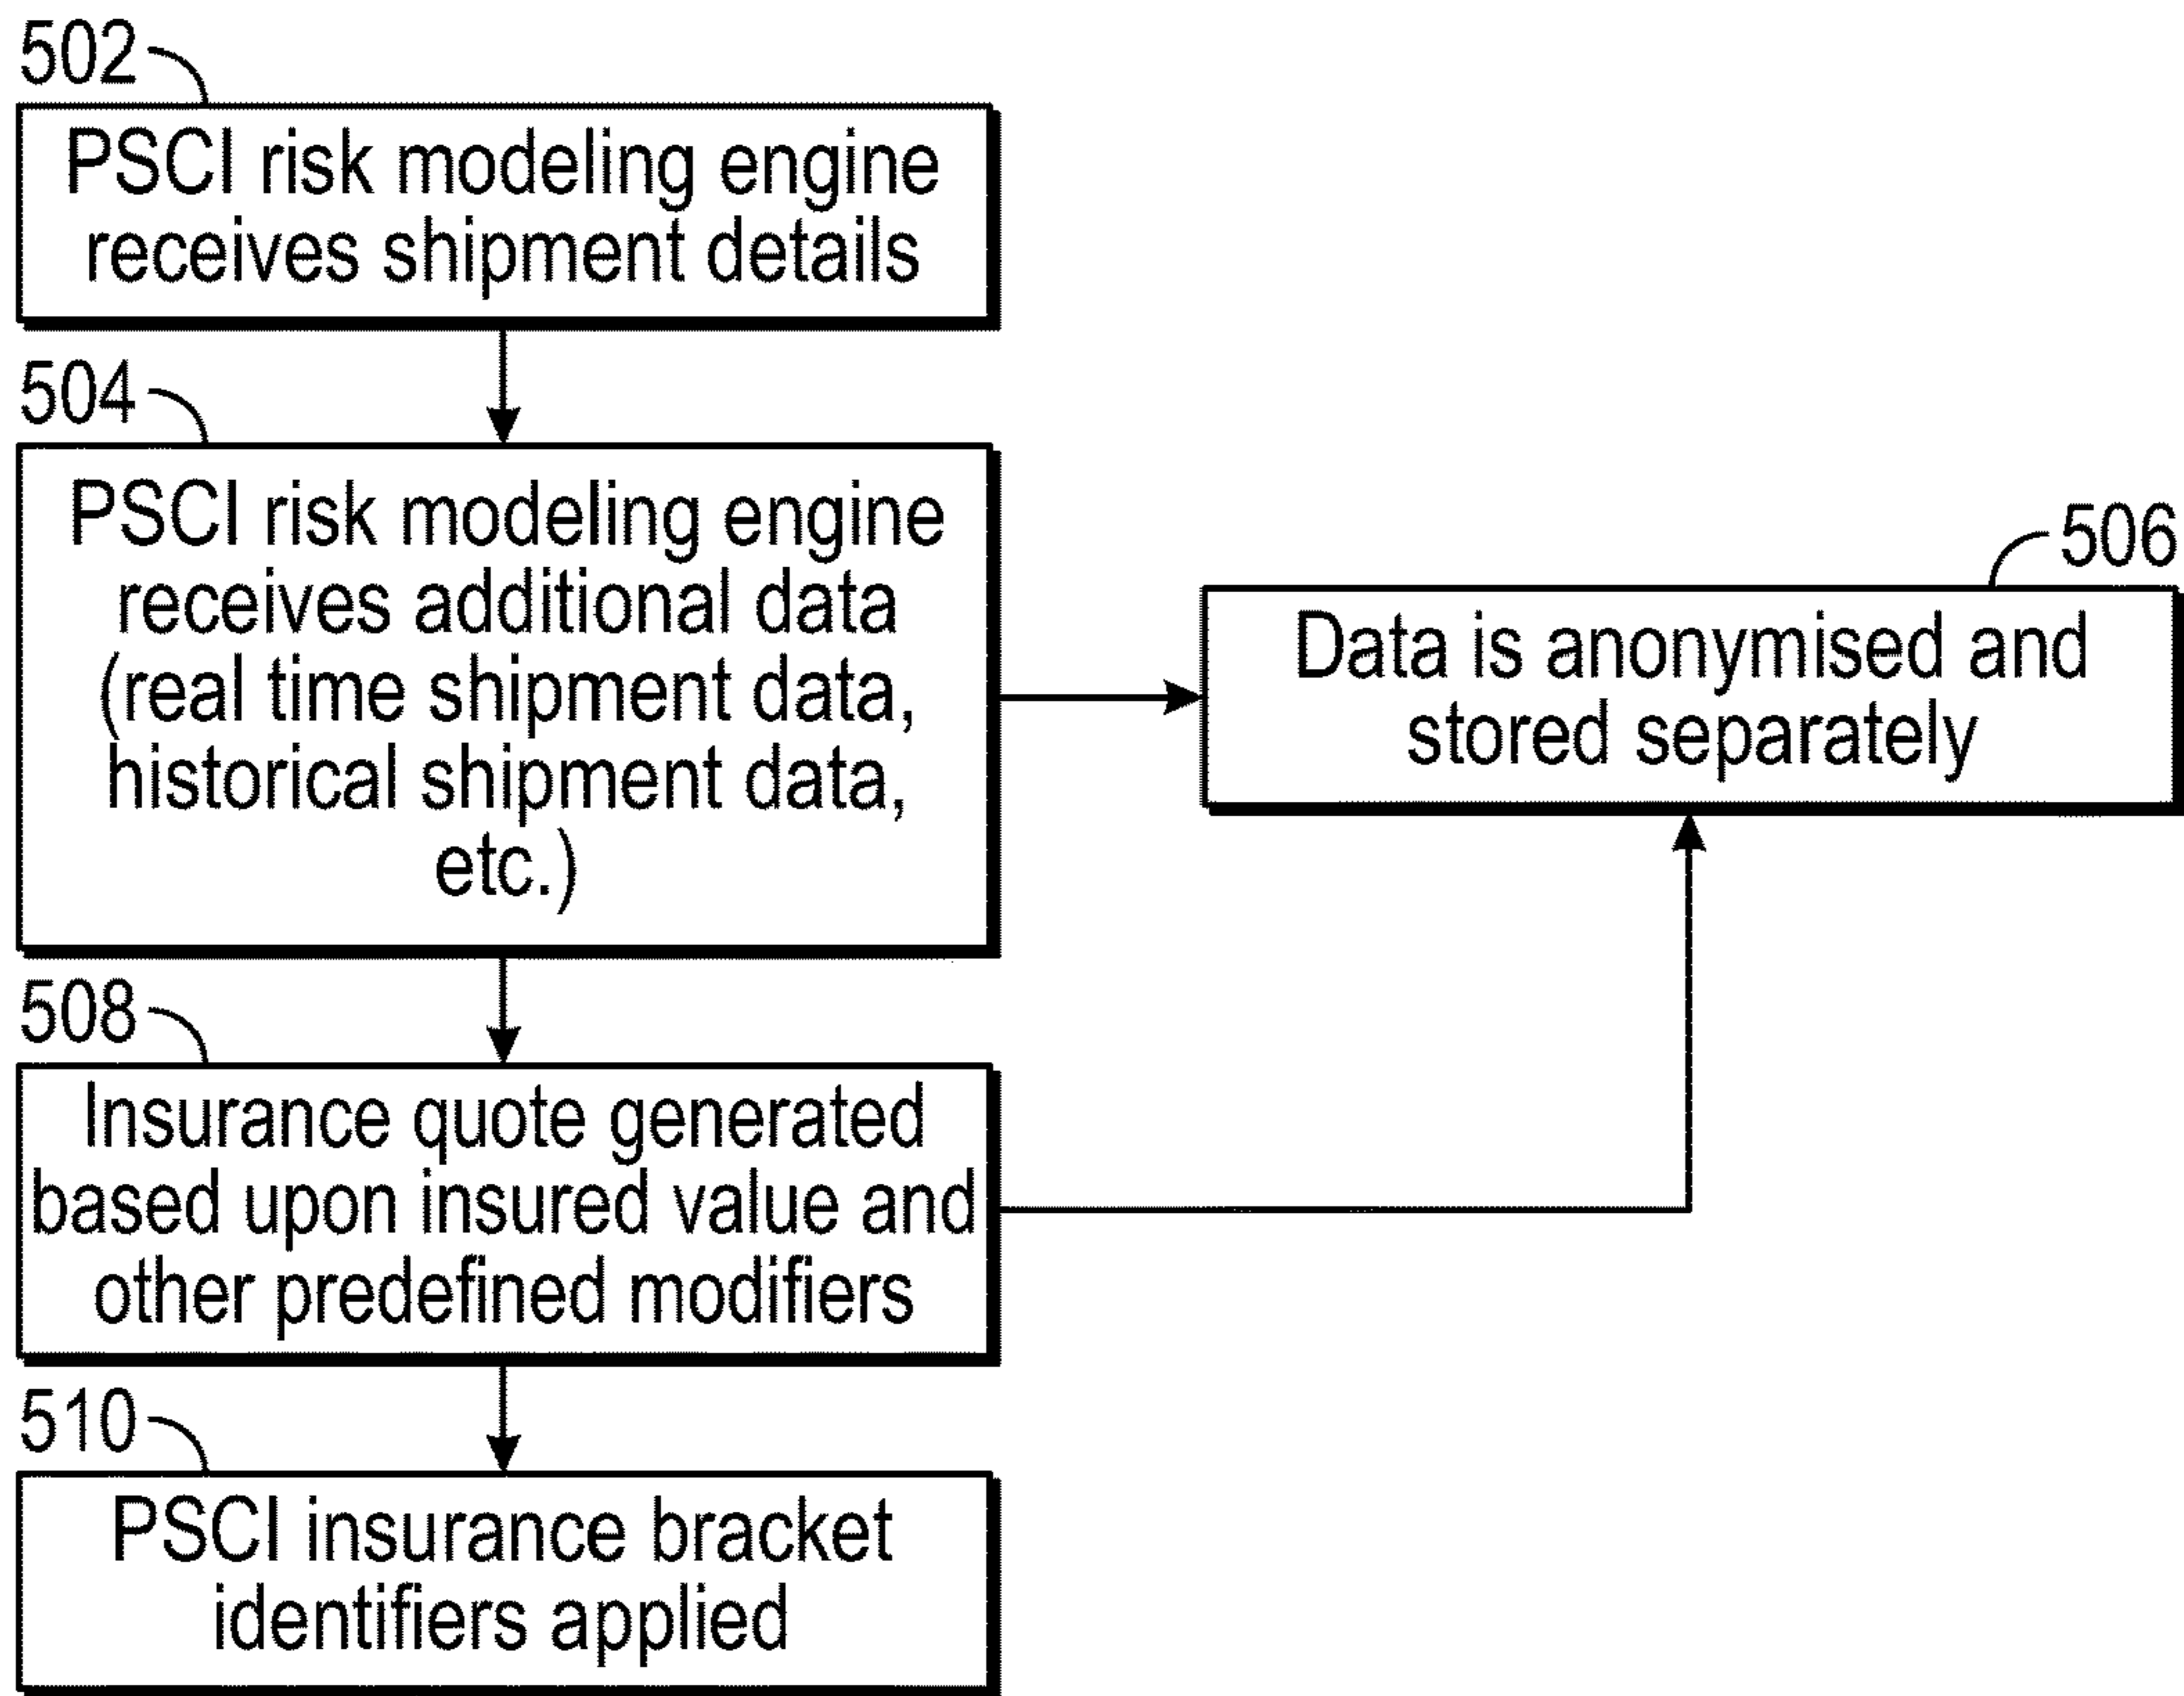 502
PSCI risk modeling engine
receives shipment details
504
PSCI risk modeling engine
receives additional data
(real time shipment data,
historical shipment data,
etc.)
506
Data is anonymised and
stored separately
508
Insurance quote generated
based upon insured value and
other predefined modifiers
510
PSCI insurance bracket
identifiers applied